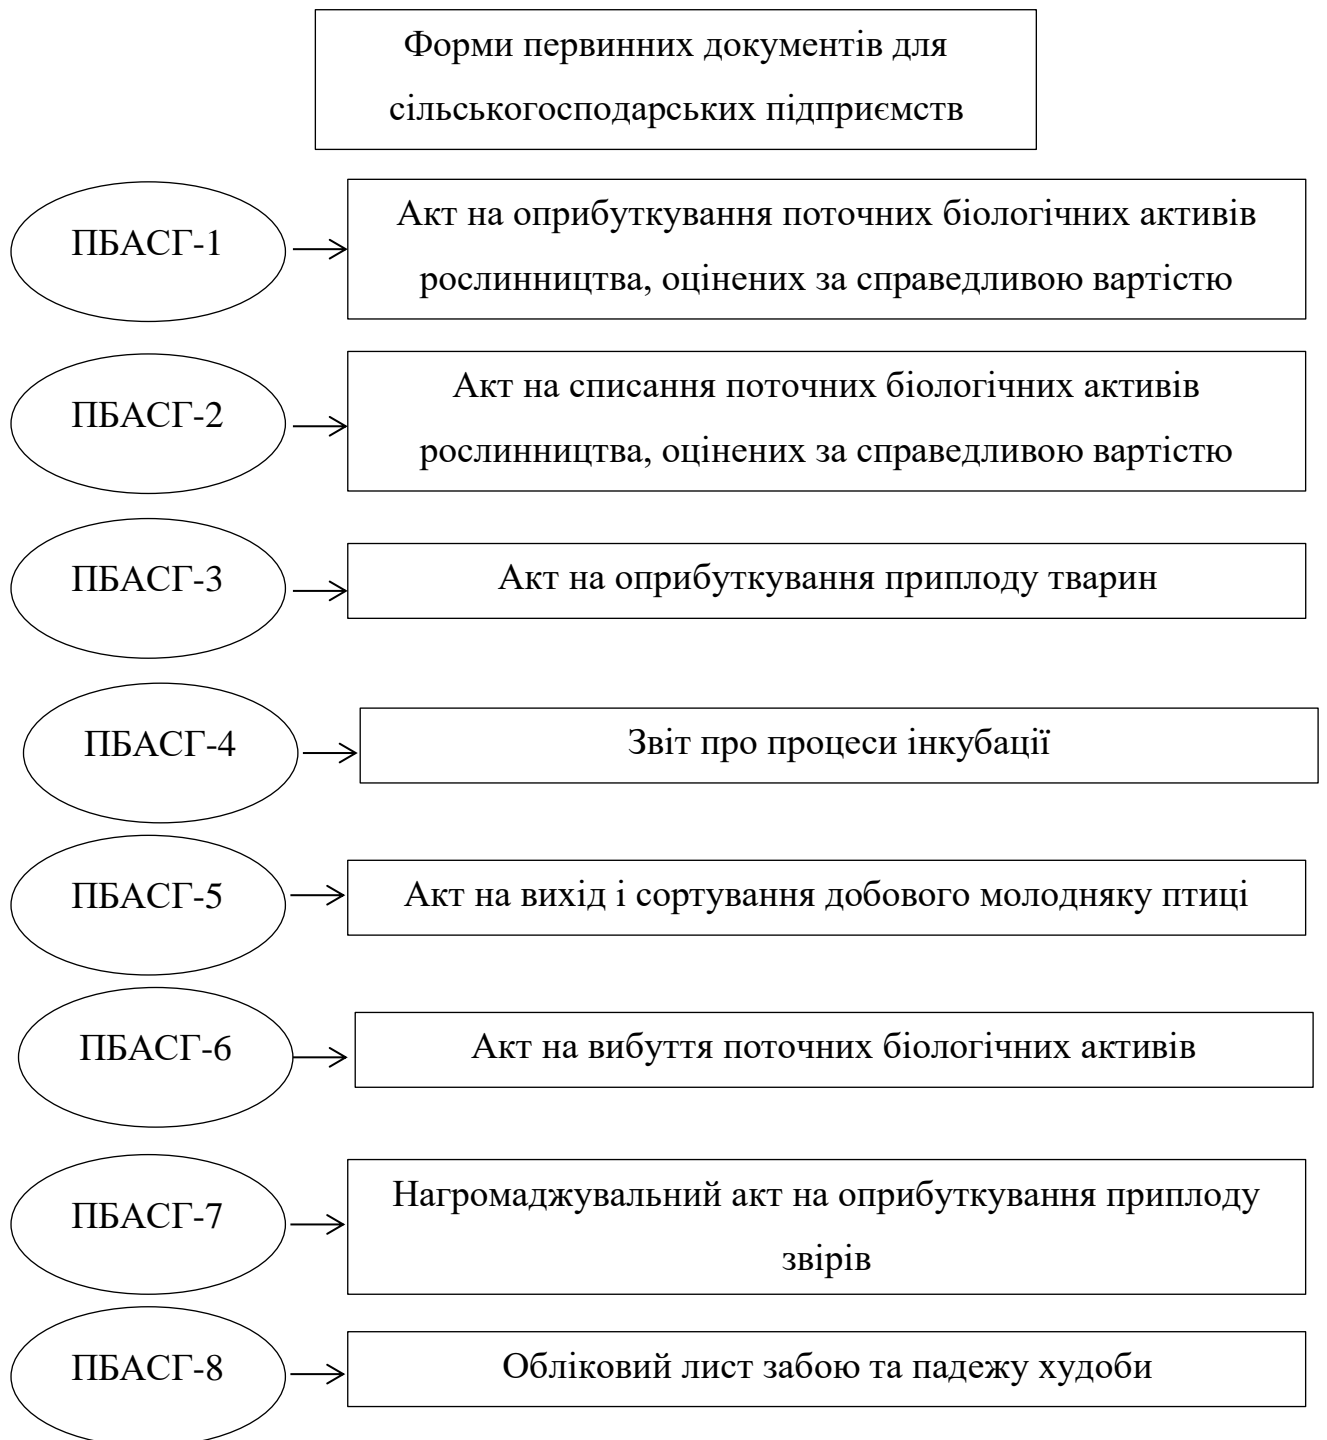 Форми первинних документів для
сільськогосподарських підприємств
ПБАСГ-1
Акт на оприбуткування поточних біологічних активів
рослинництва, оцінених за справедливою вартістю
ПБАСГ-2
Акт на списання поточних біологічних активів
рослинництва, оцінених за справедливою вартістю
ПБАСГ-3
Акт на оприбуткування приплоду тварин
ПБАСГ-4
Звіт про процеси інкубації
ПБАСГ-5
Акт на вихід і сортування добового молодняку птиці
ПБАСГ-6
Акт на вибуття поточних біологічних активів
ПБАСГ-7
Нагромаджувальний акт на оприбуткування приплоду
звірів
ПБАСГ-8
Обліковий лист забою та падежу худоби